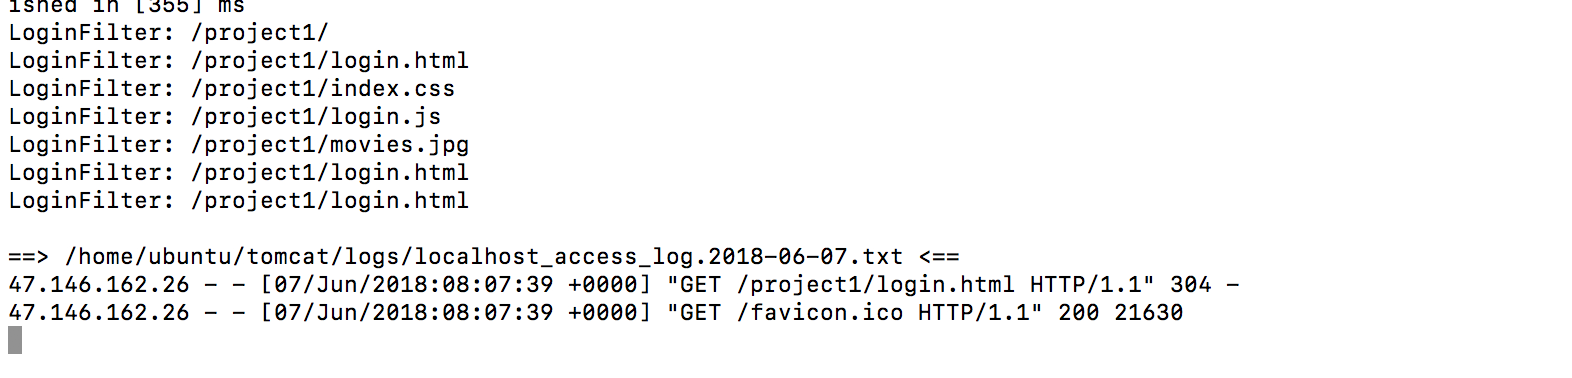 ished in [355] ms
LoginFilter: /project1/
LoginFilter: /project1/login.html
LoginFilter: /project1/index.css
LoginFilter: /project1/login.js
LoginFilter: /project1/movies.jpg
LoginFilter: /project1/login.html
LoginFilter: /project1/login.html
==> /home/ubuntu/tomcat/logs/localhost_access_log.2018-06-07.txt <==
47.146.162.26 - - [07/Jun/2018:08:07:39 +0000] "GET /project1/login.html HTTP/1.1" 304 -
47.146.162.26 - - [07/Jun/2018:08:07:39 +0000] "GET /favicon.ico HTTP/1.1" 200 21630